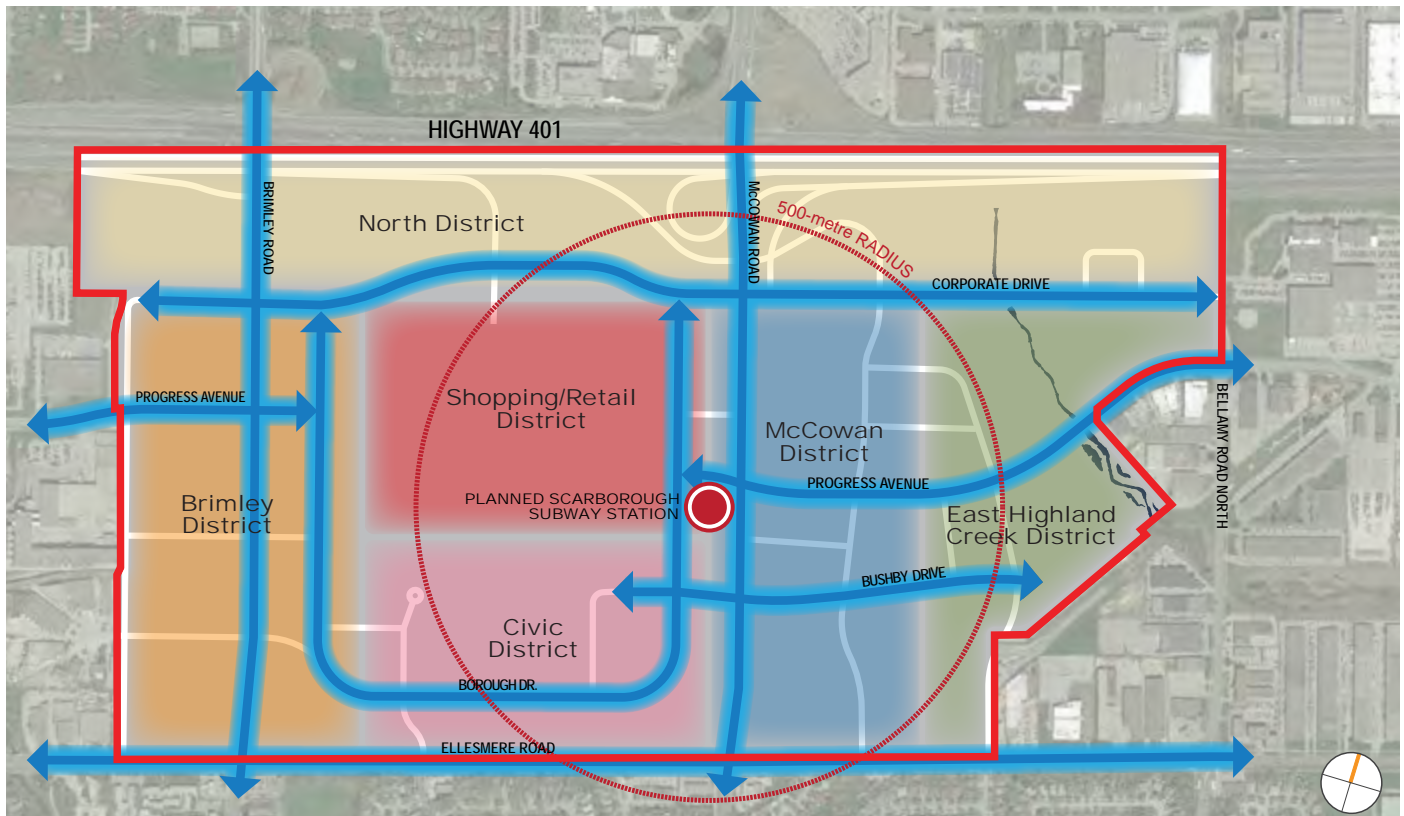 HIGHWAY 401
BRIMLEY ROAD
McCOWAN ROAD
North District
500-metre RADIUS
CORPORATE DRIVE
PROGRESS AVENUE
Shopping/Retail
District
McCowan
District
BELLAMY ROAD NORTH
PROGRESS AVENUE
PLANNED SCARBOROUGH
SUBWAY STATION
Brimley
District
East Highland
Creek District
BUSHBY DRIVE
Civic
District
BOROUGH DR.
ELLESMERE ROAD